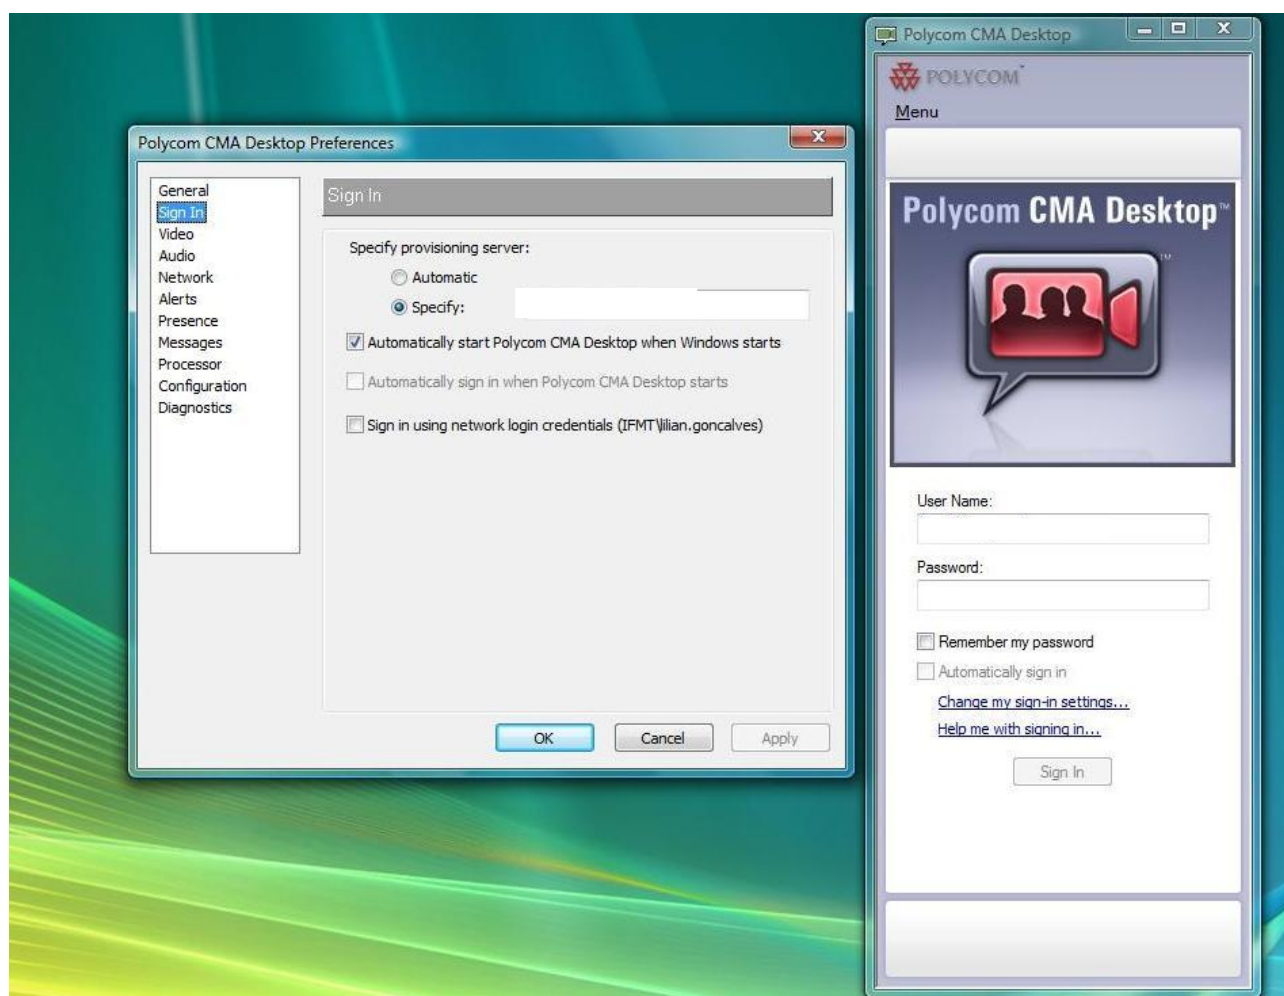 Polycom CMA Desktop
POLYCOM
Menu
Polycom CMA Desktop™
User Name:
Password:
Remember my password
Automatically sign in
Change my sign-in settings...
Help me with signing in...
Sign In
Polycom CMA Desktop Preferences
General
Sign In
Video
Audio
Network
Alerts
Presence
Messages
Processor
Configuration
Diagnostics
Sign In
Specify provisioning server:
Automatic
Specify:
Automatically start Polycom CMA Desktop when Windows starts
Automatically sign in when Polycom CMA Desktop starts
Sign in using network login credentials (IFMT\lilian.goncalves)
OK
Cancel
Apply